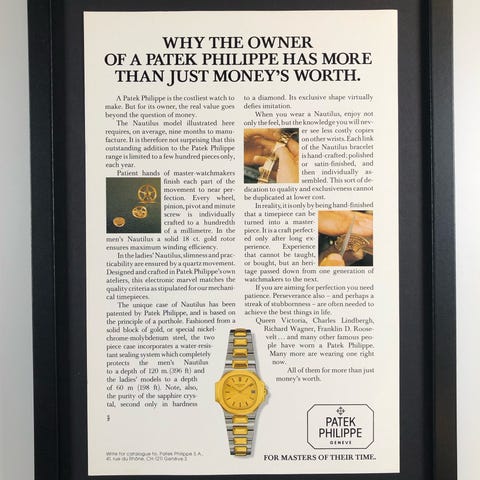 WHY THE OWNER
OF A PATEK PHILIPPE HAS MORE
THAN JUST MONEY'S WORTH.
A Patek Philippe is the costliest watch to
make. But for its owner, the real value goes
beyond the question of money.
The Nautilus model illustrated here
requires, on average, nine months to manu-
facture. It is therefore not surprising that this
outstanding addition to the Patek Philippe
range is limited to a few hundred pieces only,
each year.
Patient hands of master-watchmakers
finish each part of the
movement to near per-
fection. Every wheel,
pinion, pivot and minute
screw is individually
crafted to a hundredth
of a millimetre. In the
men's Nautilus a solid 18 ct. gold rotor
ensures maximum winding efficiency.
In the ladies' Nautilus, slimness and prac-
ticability are ensured by a quartz movement.
Designed and crafted in Patek Philippe's own
ateliers, this electronic marvel matches the
quality criteria as stipulated for our mechani-
cal timepieces.
The unique case of Nautilus has been
patented by Patek Philippe, and is based on
the principle of a porthole. Fashioned from a
solid block of gold, or special nickel-
chrome-molybdenum steel, the two
piece case incorporates a water resis-
tant sealing system which completely
protects the men's Nautilus
to a depth of 120 m. (396 ft) and
the ladies' models to a depth
of 60 m (198 ft). Note, also,
the purity of the sapphire crys-
tal, second only in hardness
to a diamond. Its exclusive shape virtually
defies imitation.
When you wear a Nautilus, enjoy not
only the feel, but the knowledge you will nev-
er see less costly copies
on other wrists. Each link
of the Nautilus bracelet
is hand-crafted; polished
or satin-finished, and
then individually as-
sembled. This sort of de-
dication to quality and exclusiveness cannot
be duplicated at lower cost.
In reality, it is only by being hand-finished
that a timepiece can be
turned into a master-
piece. It is a craft perfect-
ed only after long ex-
perience. Experience
that cannot be taught,
or bought, but an heri-
tage passed down from one generation of
watchmakers to the next.
If you are aiming for perfection you need
patience. Perseverance also – and perhaps a
streak of stubbornness – are often needed to
achieve the best things in life.
Queen Victoria, Charles Lindbergh,
Richard Wagner, Franklin D. Roose-
velt... and many other famous peo-
ple have worn a Patek Philippe.
Many more are wearing one right
now.
All of them for more than just
money's worth.
Write for catalogue to, Patek Philippe S.A.,
41, rue du Rhône, CH-1211 Genève 3
PATEK
PHILIPPE
GENEVE
FOR MASTERS OF THEIR TIME.